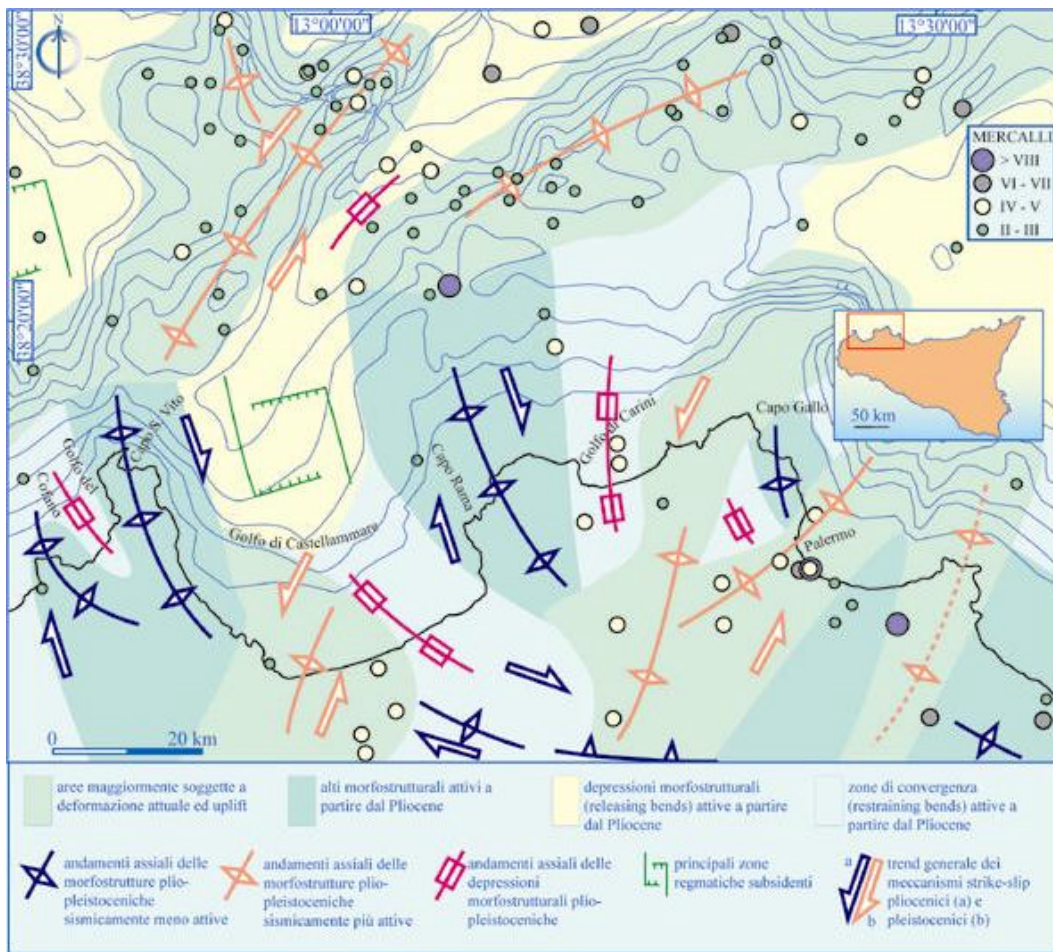 13°00'00"
13°30'00"
38°30'00"
38°20'00"
N
MERCALLI
> VIII
VI - VII
IV - V
II - III
50 km
Golfo del
Cofano
Capo S. Vito
Golfo di Castellammare
Capo Rama
Golfo di Carini
Capo Gallo
Palermo
0 20 km
aree maggiormente soggette a
deformazione attuale ed uplift
alti morfostrutturali attivi a
partire dal Pliocene
depressioni morfostrutturali
(releasing bends) attive a partire
dal Pliocene
zone di convergenza
(restraining bends) attive a
partire dal Pliocene
andamenti assiali delle
morfostrutture plio-
pleistoceniche
sismicamente meno attive
andamenti assiali delle
morfostrutture plio-
pleistoceniche
sismicamente più attive
andamenti assiali delle
depressioni
morfostrutturali plio-
pleistoceniche
principali zone
regmatiche subsidenti
a
b
trend generale dei
meccanismi strike-slip
pliocenici (a) e
pleistocenici (b)